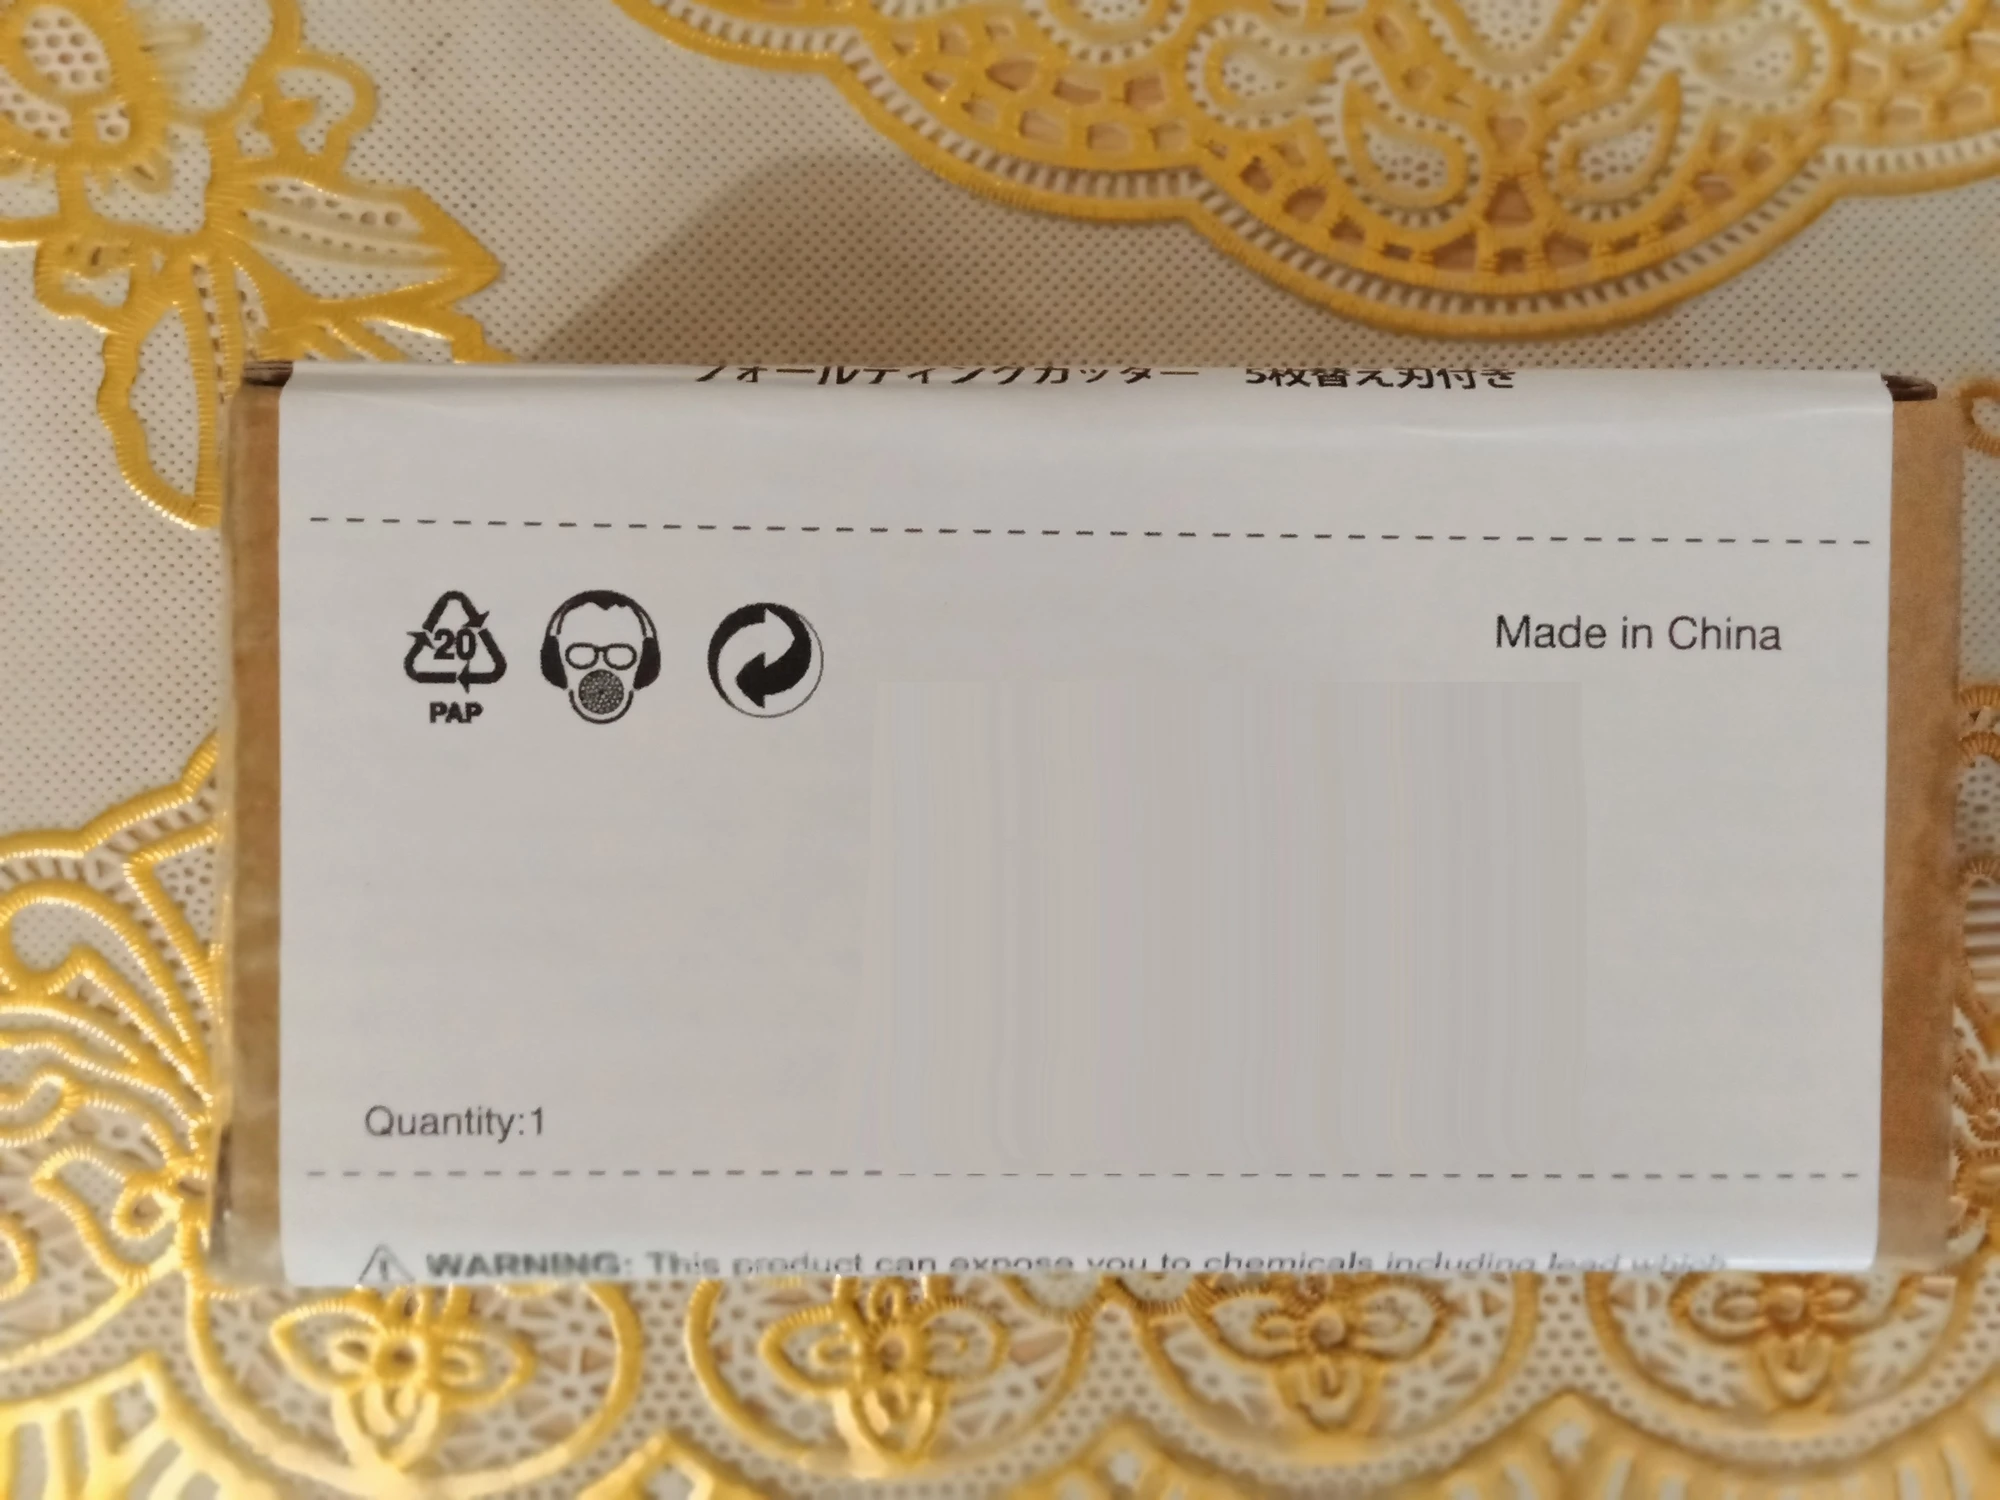 フォールディングカッター 5枚替え刃付き
20
PAP
Made in China
Quantity:1
WARNING: This product can expose you to chemicals including lead which